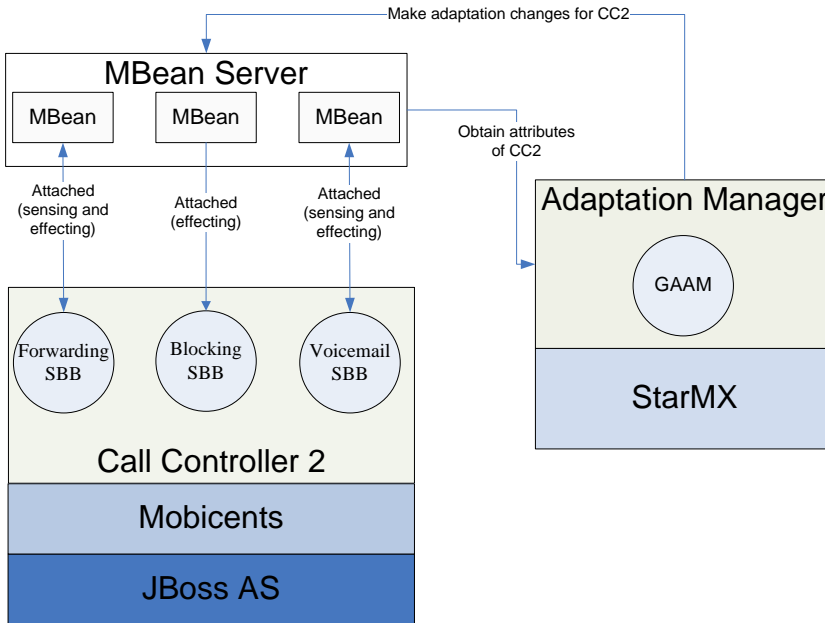 Make adaptation changes for CC2
MBean Server
MBean
MBean
MBean
Obtain attributes
of CC2
Attached
(sensing and
effecting)
Attached
(effecting)
Attached
(sensing and
effecting)
Adaptation Manager
GAAM
StarMX
Forwarding
SBB
Blocking
SBB
Voicemail
SBB
Call Controller 2
Mobicents
JBoss AS